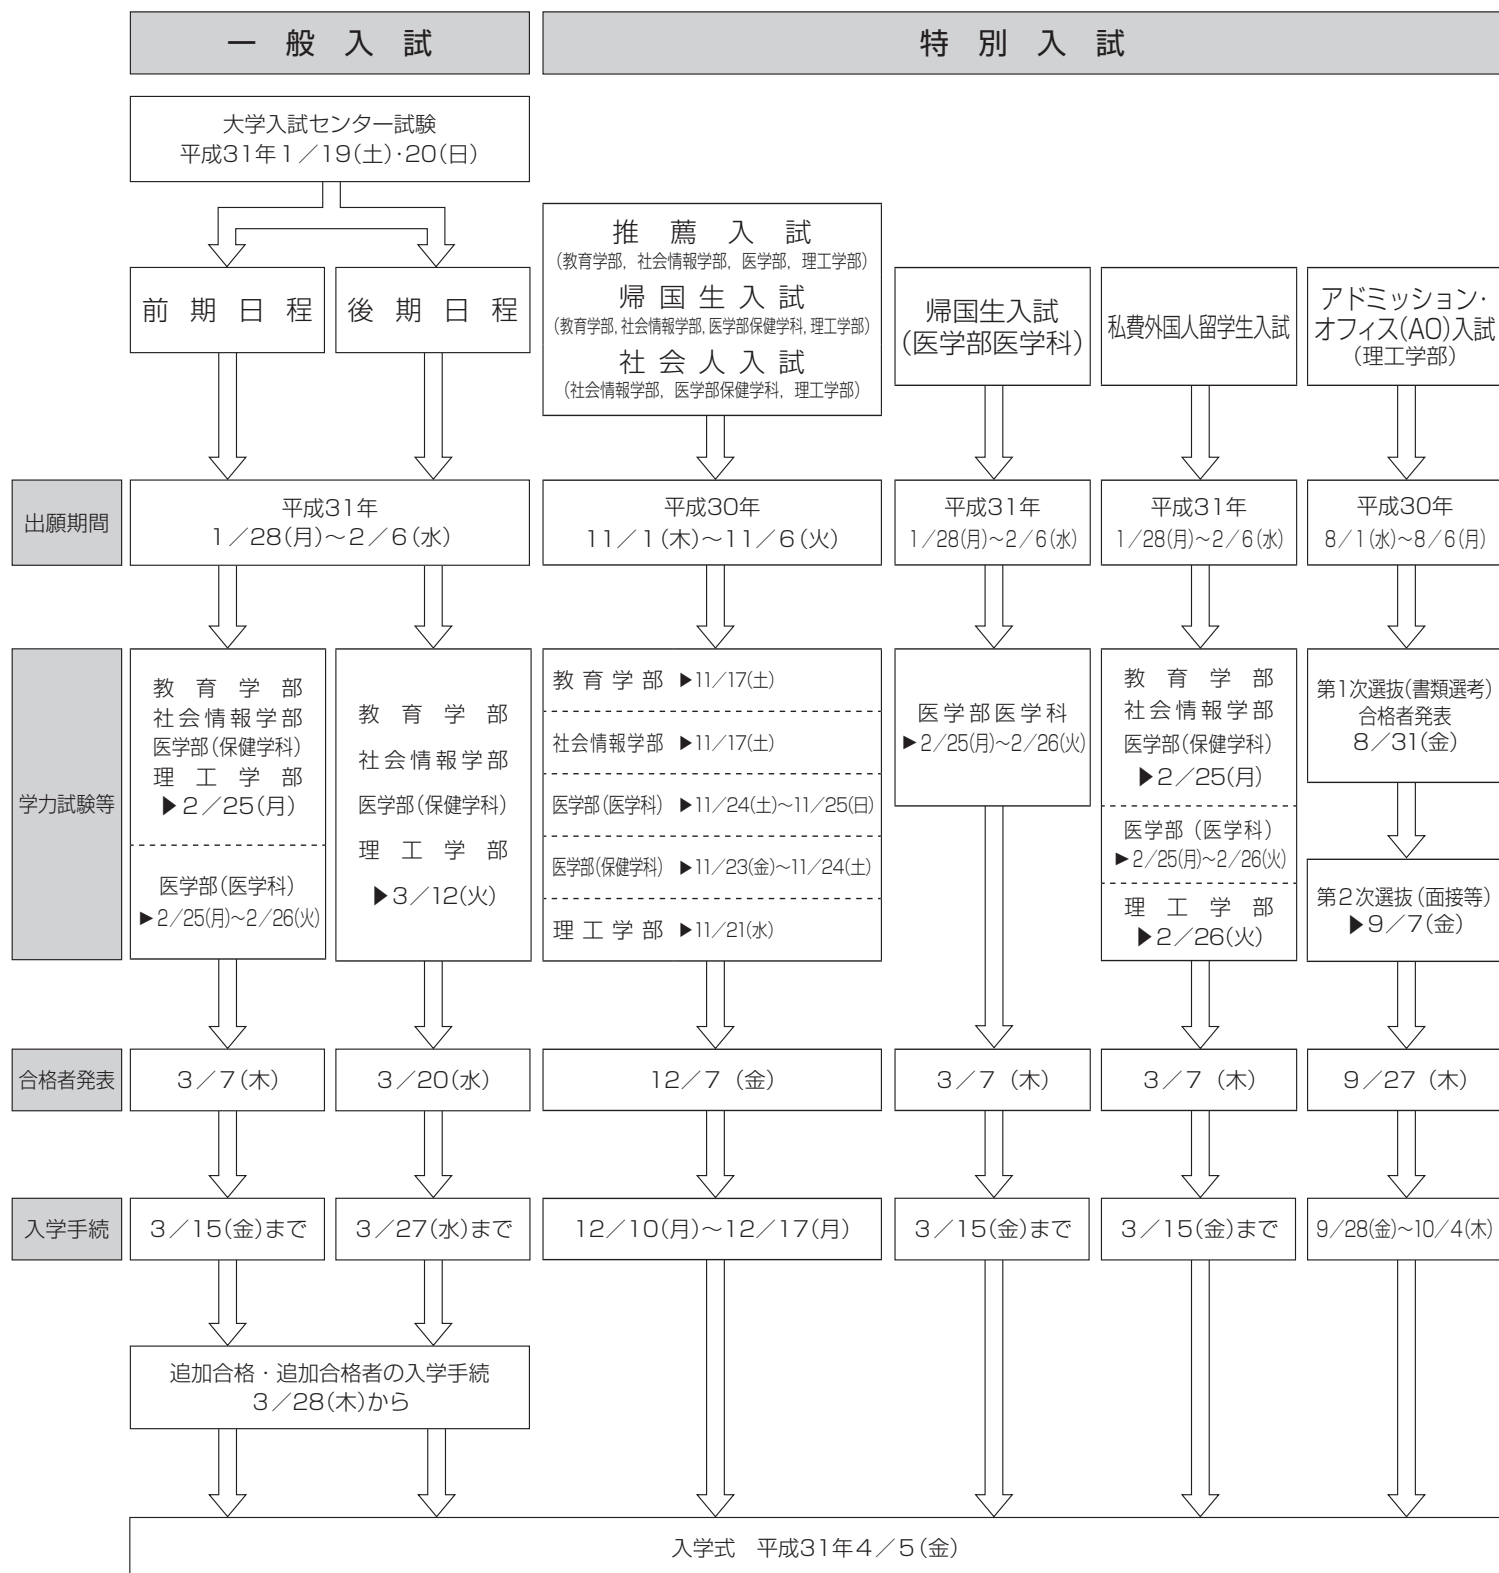 一般入試
特別入試
大学入試センター試験
平成31年1／19(土)･20(日)
前期日程
後期日程
推薦入試
(教育学部，社会情報学部，医学部，理工学部)
帰国生入試
(教育学部,社会情報学部,医学部保健学科,理工学部)
社会人入試
(社会情報学部，医学部保健学科，理工学部)
帰国生入試
(医学部医学科)
私費外国人留学生入試
アドミッション･
オフィス(AO)入試
(理工学部)
出願期間
平成31年
1／28(月)～2／6(水)
平成30年
11／1(木)～11／6(火)
平成31年
1／28(月)～2／6(水)
平成31年
1／28(月)～2／6(水)
平成30年
8／1(水)～8／6(月)
学力試験等
教育学部
社会情報学部
医学部(保健学科)
理工学部
▶2／25(月)
医学部(医学科)
▶2／25(月)～2／26(火)
教育学部
社会情報学部
医学部(保健学科)
理工学部
▶3／12(火)
教育学部 ▶11／17(土)
社会情報学部 ▶11／17(土)
医学部(医学科) ▶11／24(土)～11／25(日)
医学部(保健学科) ▶11／23(金)～11／24(土)
理工学部 ▶11／21(水)
医学部医学科
▶2／25(月)～2／26(火)
教育学部
社会情報学部
医学部(保健学科)
▶2／25(月)
医学部(医学科)
▶2／25(月)～2／26(火)
理工学部
▶2／26(火)
第1次選抜(書類選考)
合格者発表
8／31(金)
第2次選抜(面接等)
▶9／7(金)
合格者発表
3／7(木)
3／20(水)
12／7(金)
3／7(木)
3／7(木)
9／27(木)
入学手続
3／15(金)まで
3／27(水)まで
12／10(月)～12／17(月)
3／15(金)まで
3／15(金)まで
9／28(金)～10／4(木)
追加合格・追加合格者の入学手続
3／28(木)から
入学式　平成31年4／5(金)